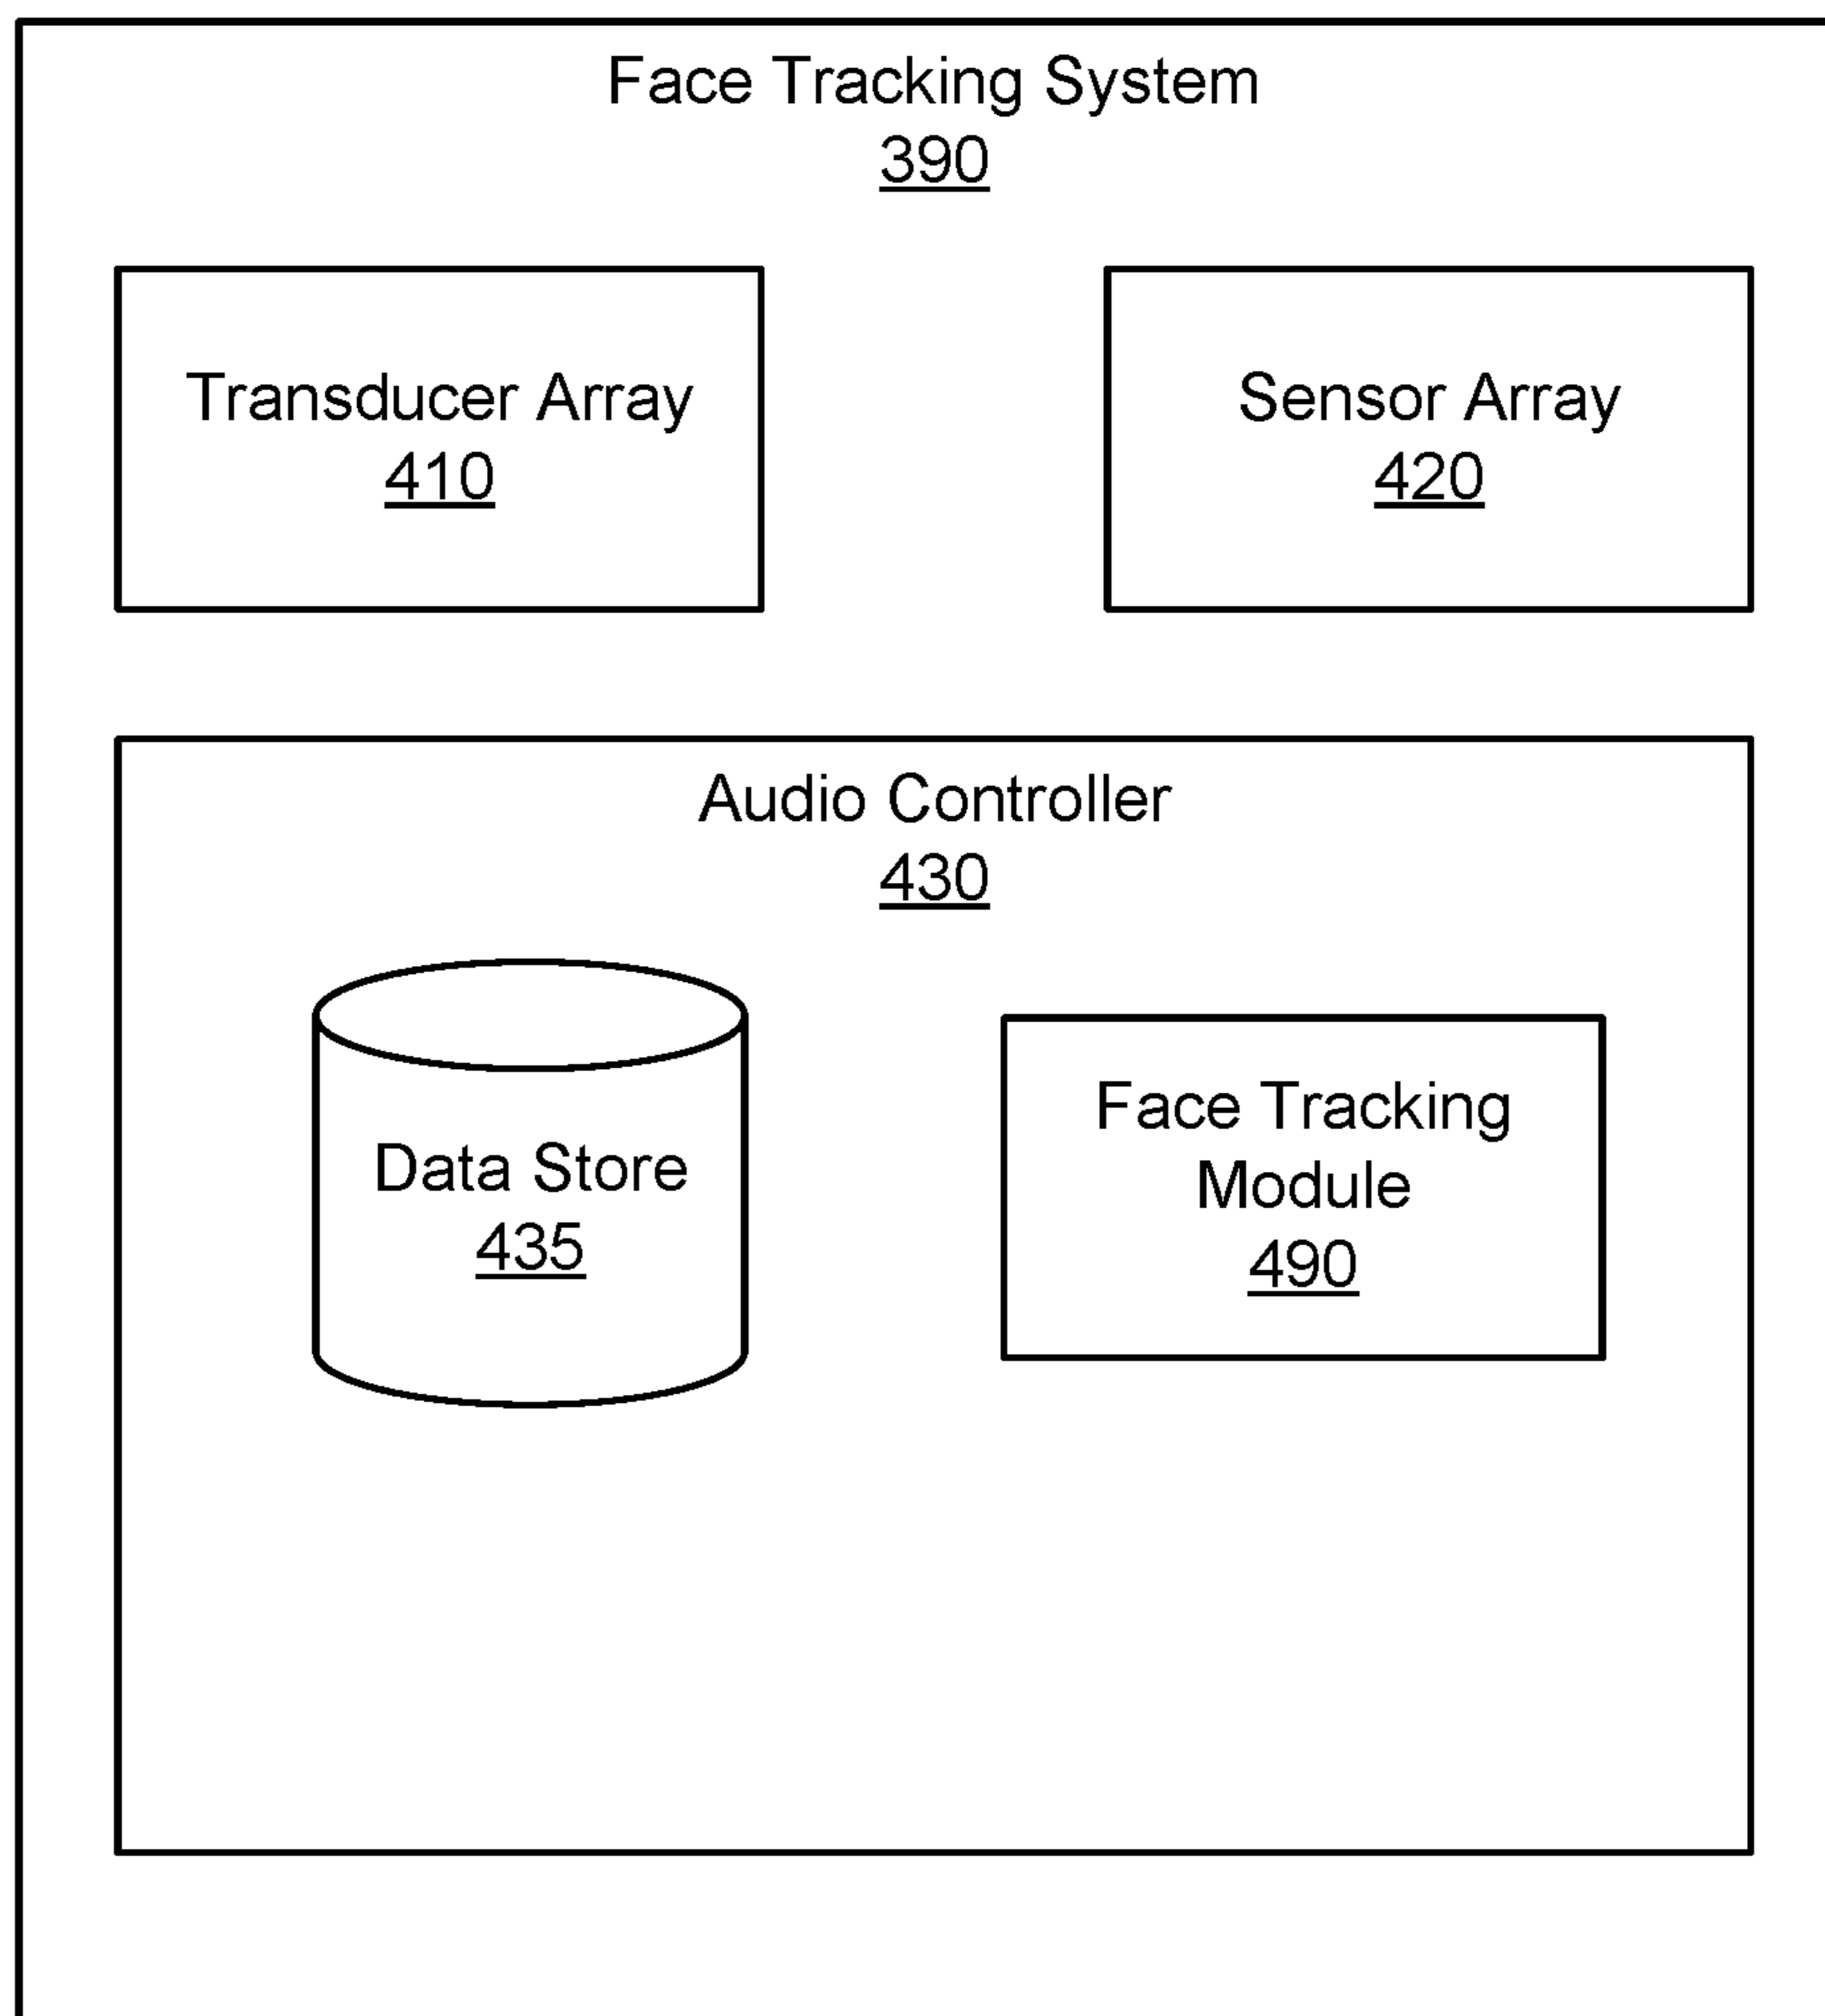 Face Tracking System
390
Transducer Array
410
Sensor Array
420
Audio Controller
430
Data Store
435
Face Tracking
Module
490